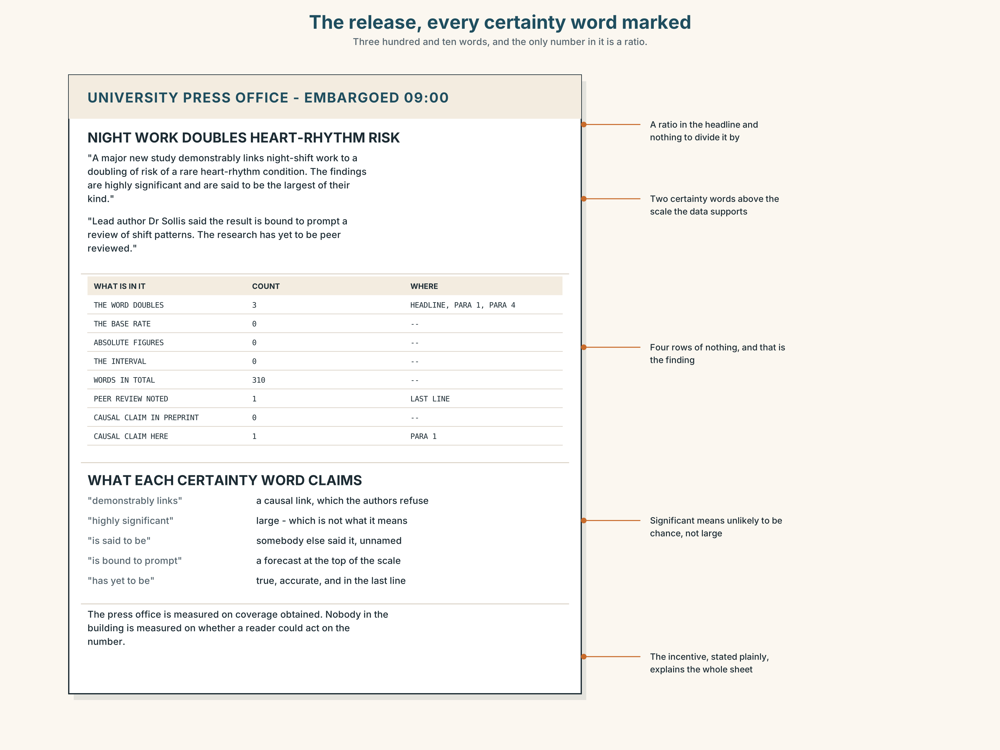 The release, every certainty word marked
Three hundred and ten words, and the only number in it is a ratio.
UNIVERSITY PRESS OFFICE - EMBARGOED 09:00
NIGHT WORK DOUBLES HEART-RHYTHM RISK
"A major new study demonstrably links night-shift work to a
doubling of risk of a rare heart-rhythm condition. The findings
are highly significant and are said to be the largest of their
kind."
"Lead author Dr Sollis said the result is bound to prompt a
review of shift patterns. The research has yet to be peer
reviewed."
WHAT IS IN IT COUNT WHERE
THE WORD DOUBLES 3 HEADLINE, PARA 1, PARA 4
THE BASE RATE 0 --
ABSOLUTE FIGURES 0 --
THE INTERVAL 0 --
WORDS IN TOTAL 310 --
PEER REVIEW NOTED 1 LAST LINE
CAUSAL CLAIM IN PREPRINT 0 --
CAUSAL CLAIM HERE 1 PARA 1
WHAT EACH CERTAINTY WORD CLAIMS
"demonstrably links" a causal link, which the authors refuse
"highly significant" large - which is not what it means
"is said to be" somebody else said it, unnamed
"is bound to prompt" a forecast at the top of the scale
"has yet to be" true, accurate, and in the last line
The press office is measured on coverage obtained. Nobody in the
building is measured on whether a reader could act on the
number.
A ratio in the headline and
nothing to divide it by
Two certainty words above the
scale the data supports
Four rows of nothing, and that is
the finding
Significant means unlikely to be
chance, not large
The incentive, stated plainly,
explains the whole sheet